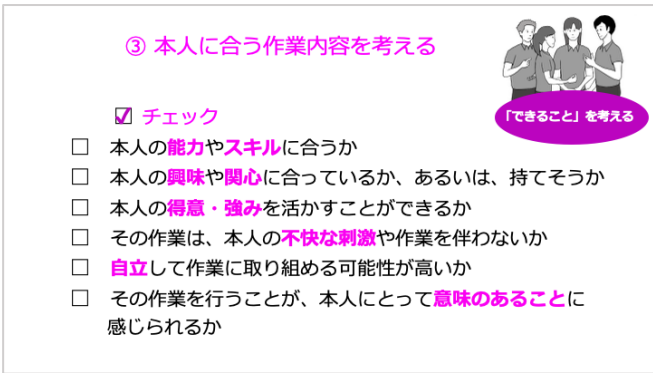 ③ 本人に合う作業内容を考える
「できること」を考える
☑ チェック
□ 本人の能力やスキルに合うか
□ 本人の興味や関心に合っているか、あるいは、持てそうか
□ 本人の得意・強みを活かすことができるか
□ その作業は、本人の不快な刺激や作業を伴わないか
□ 自立して作業に取り組める可能性が高いか
□ その作業を行うことが、本人にとって意味のあることに
感じられるか